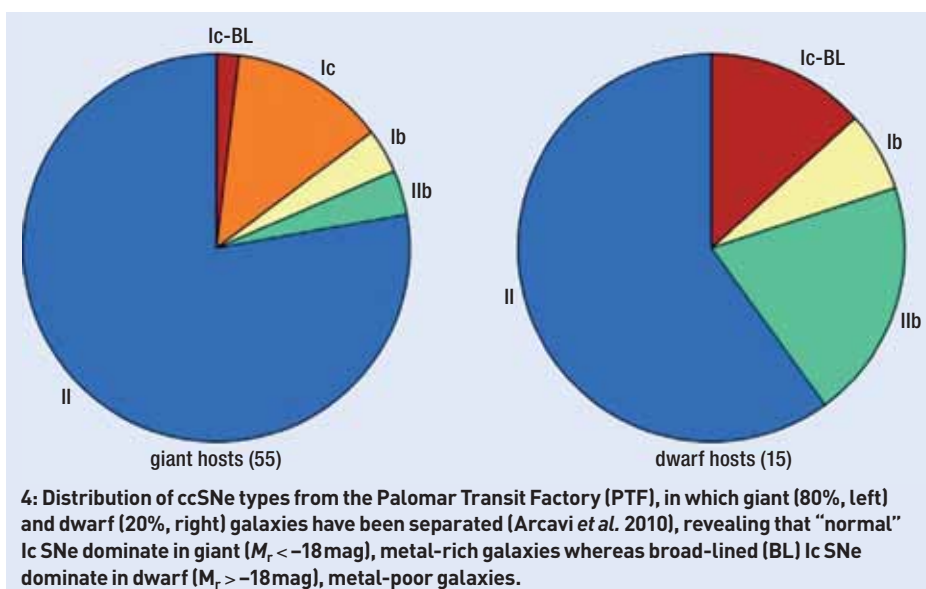 Ic-BL
Ic
Ib
IIb
II
giant hosts (55)
Ic-BL
Ib
IIb
II
dwarf hosts (15)
4: Distribution of ccSNe types from the Palomar Transit Factory (PTF), in which giant (80%, left)
and dwarf (20%, right) galaxies have been separated (Arcavi et al. 2010), revealing that “normal”
Ic SNe dominate in giant (Mr < –18 mag), metal-rich galaxies whereas broad-lined (BL) Ic SNe
dominate in dwarf (Mr > –18 mag), metal-poor galaxies.